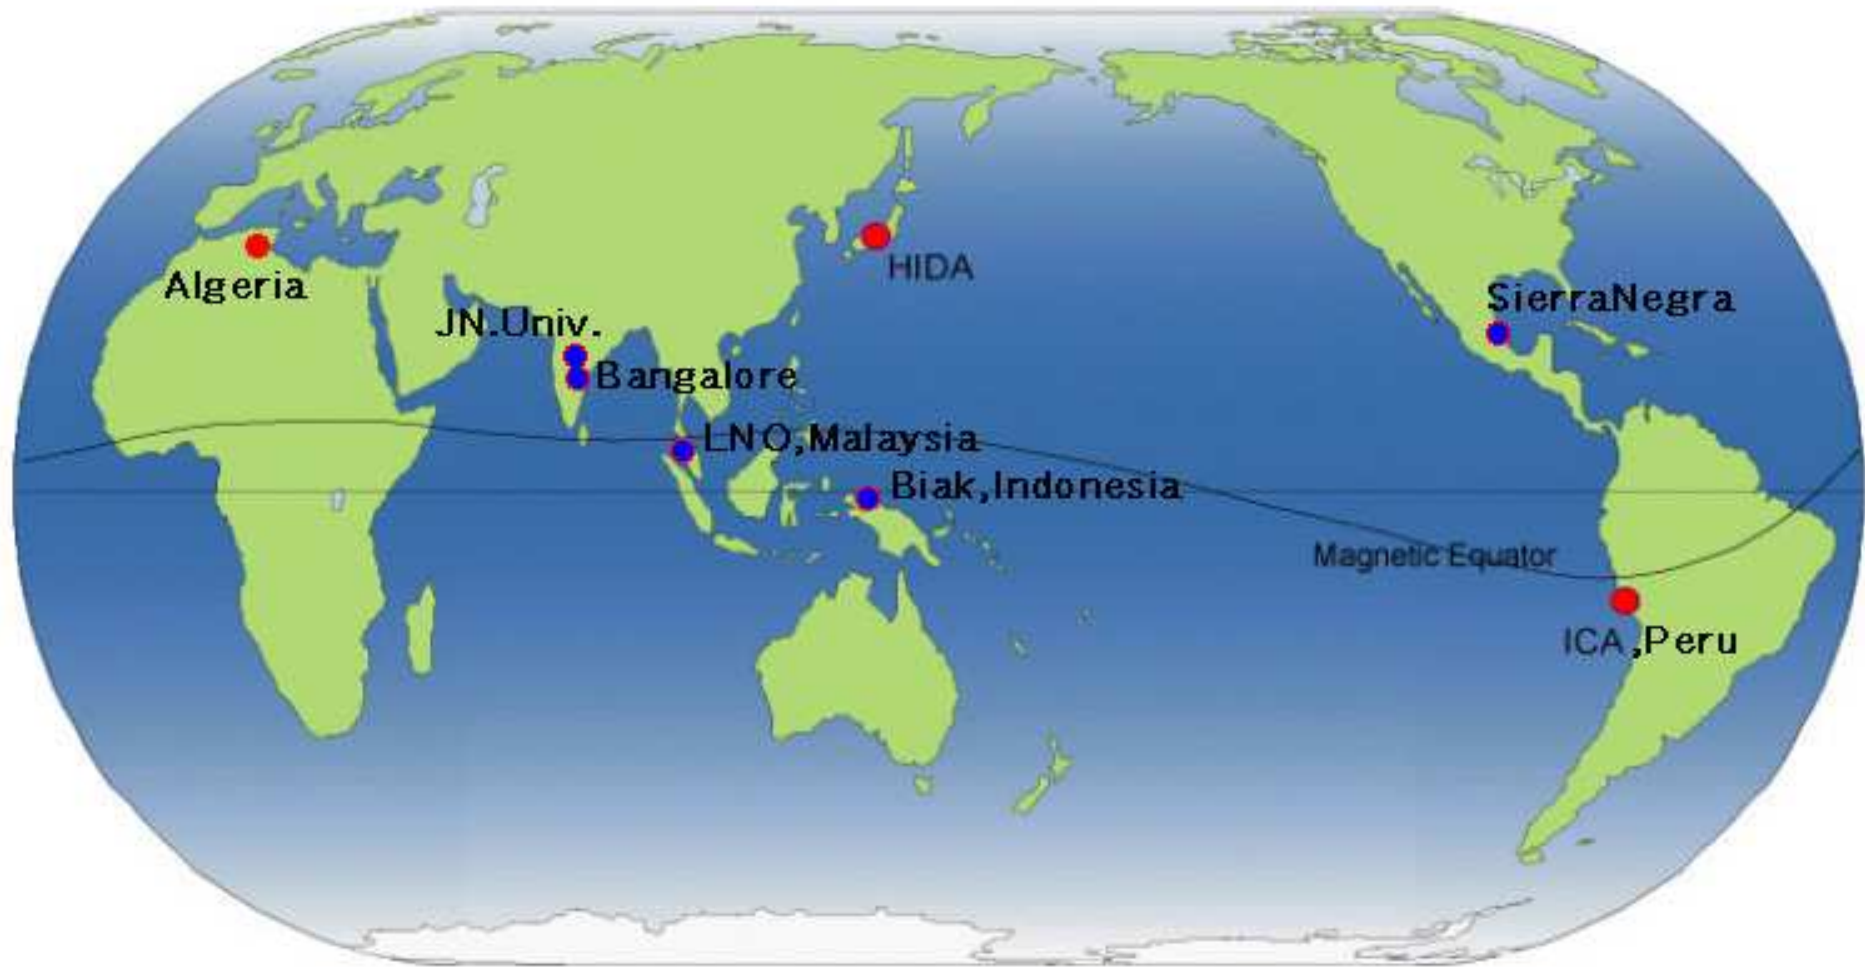 HIDA
Algeria
SierraNegra
JN.Univ.
Bangalore
LNO,Malaysia
Biak,Indonesia
Magnetic Equator
ICA,Peru